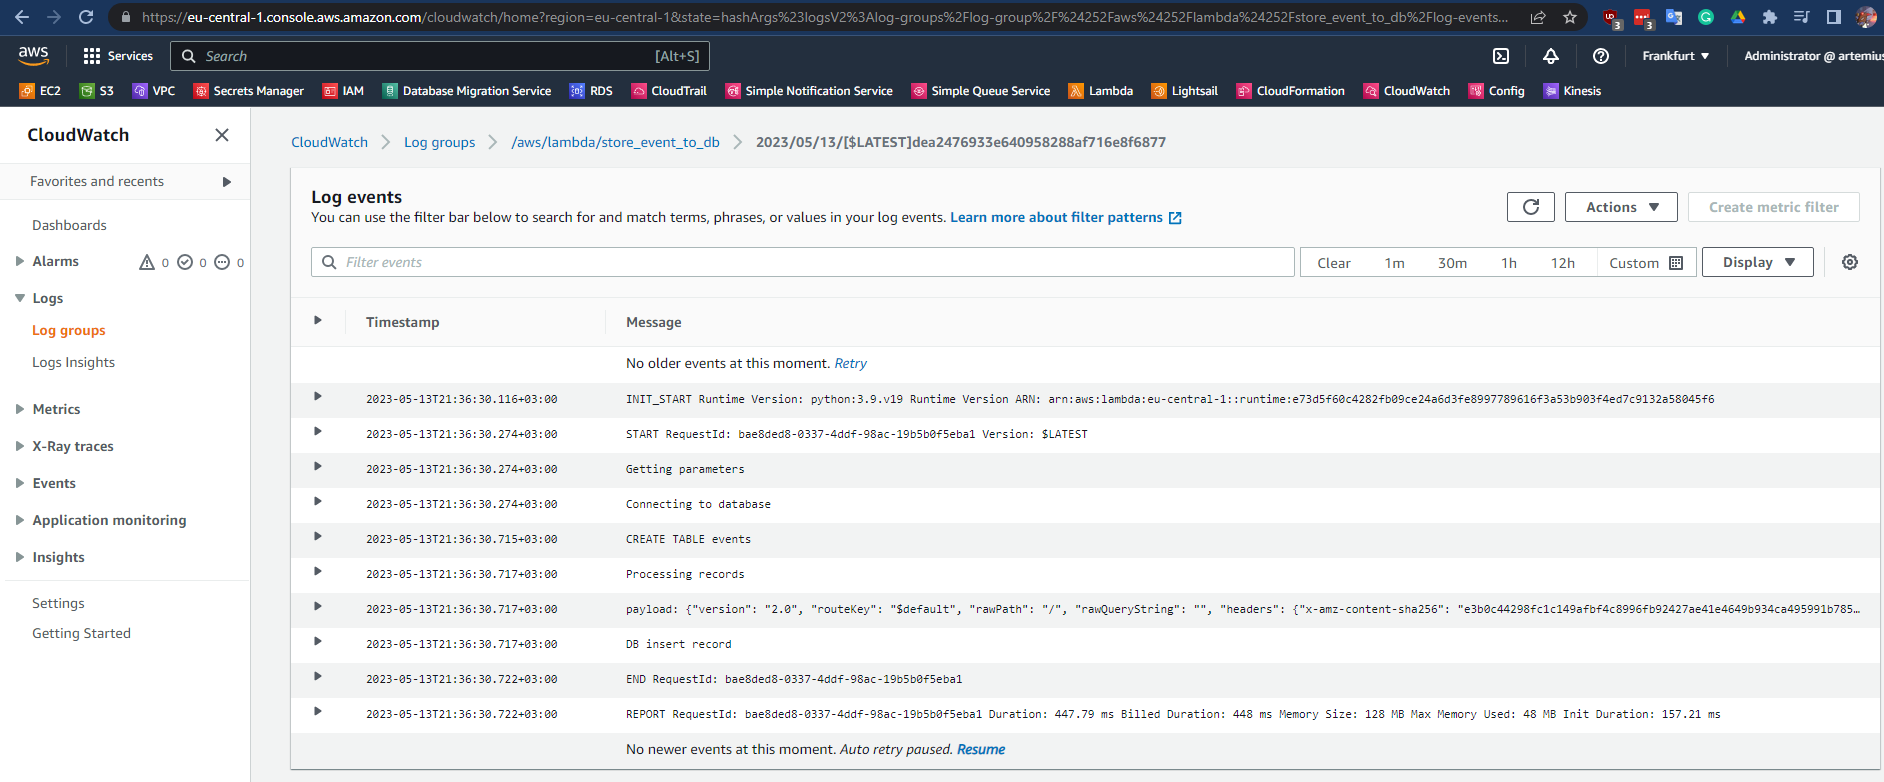 https://eu-central-1.console.aws.amazon.com/cloudwatch/home?region=eu-central-1&state=hashArgs%23logsV2%3Alog-groups%2Flog-group%2F%24252Faws%24252Flambda%24252Fstore_event_to_db%2Flog-events...
3
3
aws
Services
Search
[Alt+S]
Frankfurt
Administrator @ artemius
EC2
S3
VPC
Secrets Manager
IAM
Database Migration Service
RDS
CloudTrail
Simple Notification Service
Simple Queue Service
Lambda
Lightsail
CloudFormation
CloudWatch
Config
Kinesis
CloudWatch
Favorites and recents
Dashboards
Alarms 0 0 0
Logs
Log groups
Logs Insights
Metrics
X-Ray traces
Events
Application monitoring
Insights
Settings
Getting Started
CloudWatch > Log groups > /aws/lambda/store_event_to_db > 2023/05/13/[$LATEST]dea2476933e640958288af716e8f6877
Log events
You can use the filter bar below to search for and match terms, phrases, or values in your log events. Learn more about filter patterns
Actions
Create metric filter
Filter events
Clear 1m 30m 1h 12h Custom
Display
Timestamp Message
No older events at this moment. Retry
2023-05-13T21:36:30.116+03:00 INIT_START Runtime Version: python:3.9.v19 Runtime Version ARN: arn:aws:lambda:eu-central-1::runtime:e73d5f60c4282fb09ce24a6d3fe8997789616f3a53b903f4ed7c9132a58045f6
2023-05-13T21:36:30.274+03:00 START RequestId: bae8ded8-0337-4ddf-98ac-19b5b0f5eba1 Version: $LATEST
2023-05-13T21:36:30.274+03:00 Getting parameters
2023-05-13T21:36:30.274+03:00 Connecting to database
2023-05-13T21:36:30.715+03:00 CREATE TABLE events
2023-05-13T21:36:30.717+03:00 Processing records
2023-05-13T21:36:30.717+03:00 payload: {"version": "2.0", "routeKey": "$default", "rawPath": "/", "rawQueryString": "", "headers": {"x-amz-content-sha256": "e3b0c44298fc1c149afbf4c8996fb92427ae41e4649b934ca495991b785…
2023-05-13T21:36:30.717+03:00 DB insert record
2023-05-13T21:36:30.722+03:00 END RequestId: bae8ded8-0337-4ddf-98ac-19b5b0f5eba1
2023-05-13T21:36:30.722+03:00 REPORT RequestId: bae8ded8-0337-4ddf-98ac-19b5b0f5eba1 Duration: 447.79 ms Billed Duration: 448 ms Memory Size: 128 MB Max Memory Used: 48 MB Init Duration: 157.21 ms
No newer events at this moment. Auto retry paused. Resume